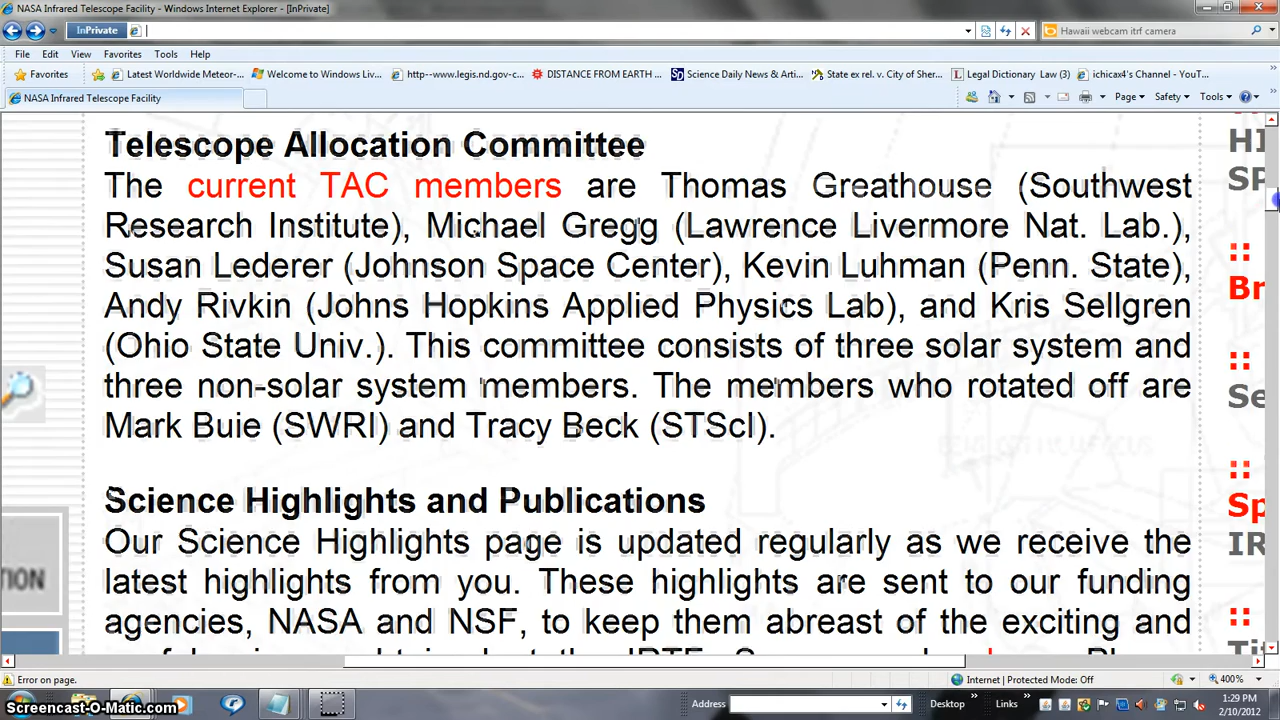 NASA Infrared Telescope Facility - Windows Internet Explorer - [InPrivate]
InPrivate
Hawaii webcam itrf camera
File Edit View Favorites Tools Help
Favorites Latest Worldwide Meteor-... Welcome to Windows Liv... http--www.legis.nd.gov-c... DISTANCE FROM EARTH ... Science Daily News & Arti... State ex rel. v. City of Sher... Legal Dictionary Law (3) ichicax4's Channel - YouT...
NASA Infrared Telescope Facility
Page Safety Tools
Telescope Allocation Committee
The current TAC members are Thomas Greathouse (Southwest
Research Institute), Michael Gregg (Lawrence Livermore Nat. Lab.),
Susan Lederer (Johnson Space Center), Kevin Luhman (Penn. State),
Andy Rivkin (Johns Hopkins Applied Physics Lab), and Kris Sellgren
(Ohio State Univ.). This committee consists of three solar system and
three non-solar system members. The members who rotated off are
Mark Buie (SWRI) and Tracy Beck (STScI).
Science Highlights and Publications
Our Science Highlights page is updated regularly as we receive the
latest highlights from you. These highlights are sent to our funding
agencies, NASA and NSF, to keep them abreast of the exciting and
HI
SP
::
Br
::
Se
::
Sp
IR
::
TION
Error on page.
Internet | Protected Mode: Off
400%
Screencast-O-Matic.com
Address
Desktop
Links
1:29 PM
2/10/2012